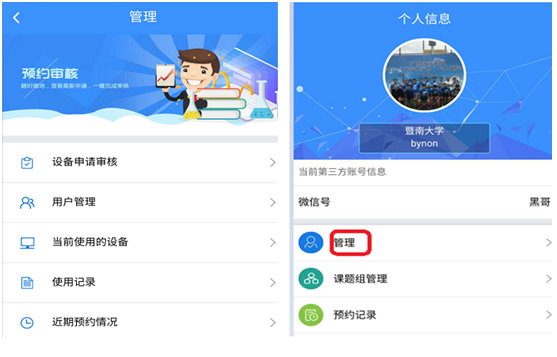 管理
预约审核
随时随地，查看最新申请，一键完成审核
设备申请审核
用户管理
当前使用的设备
使用记录
近期预约情况
个人信息
暨南大学
bynon
当前第三方账号信息
微信号 黑哥
管理
课题组管理
预约记录